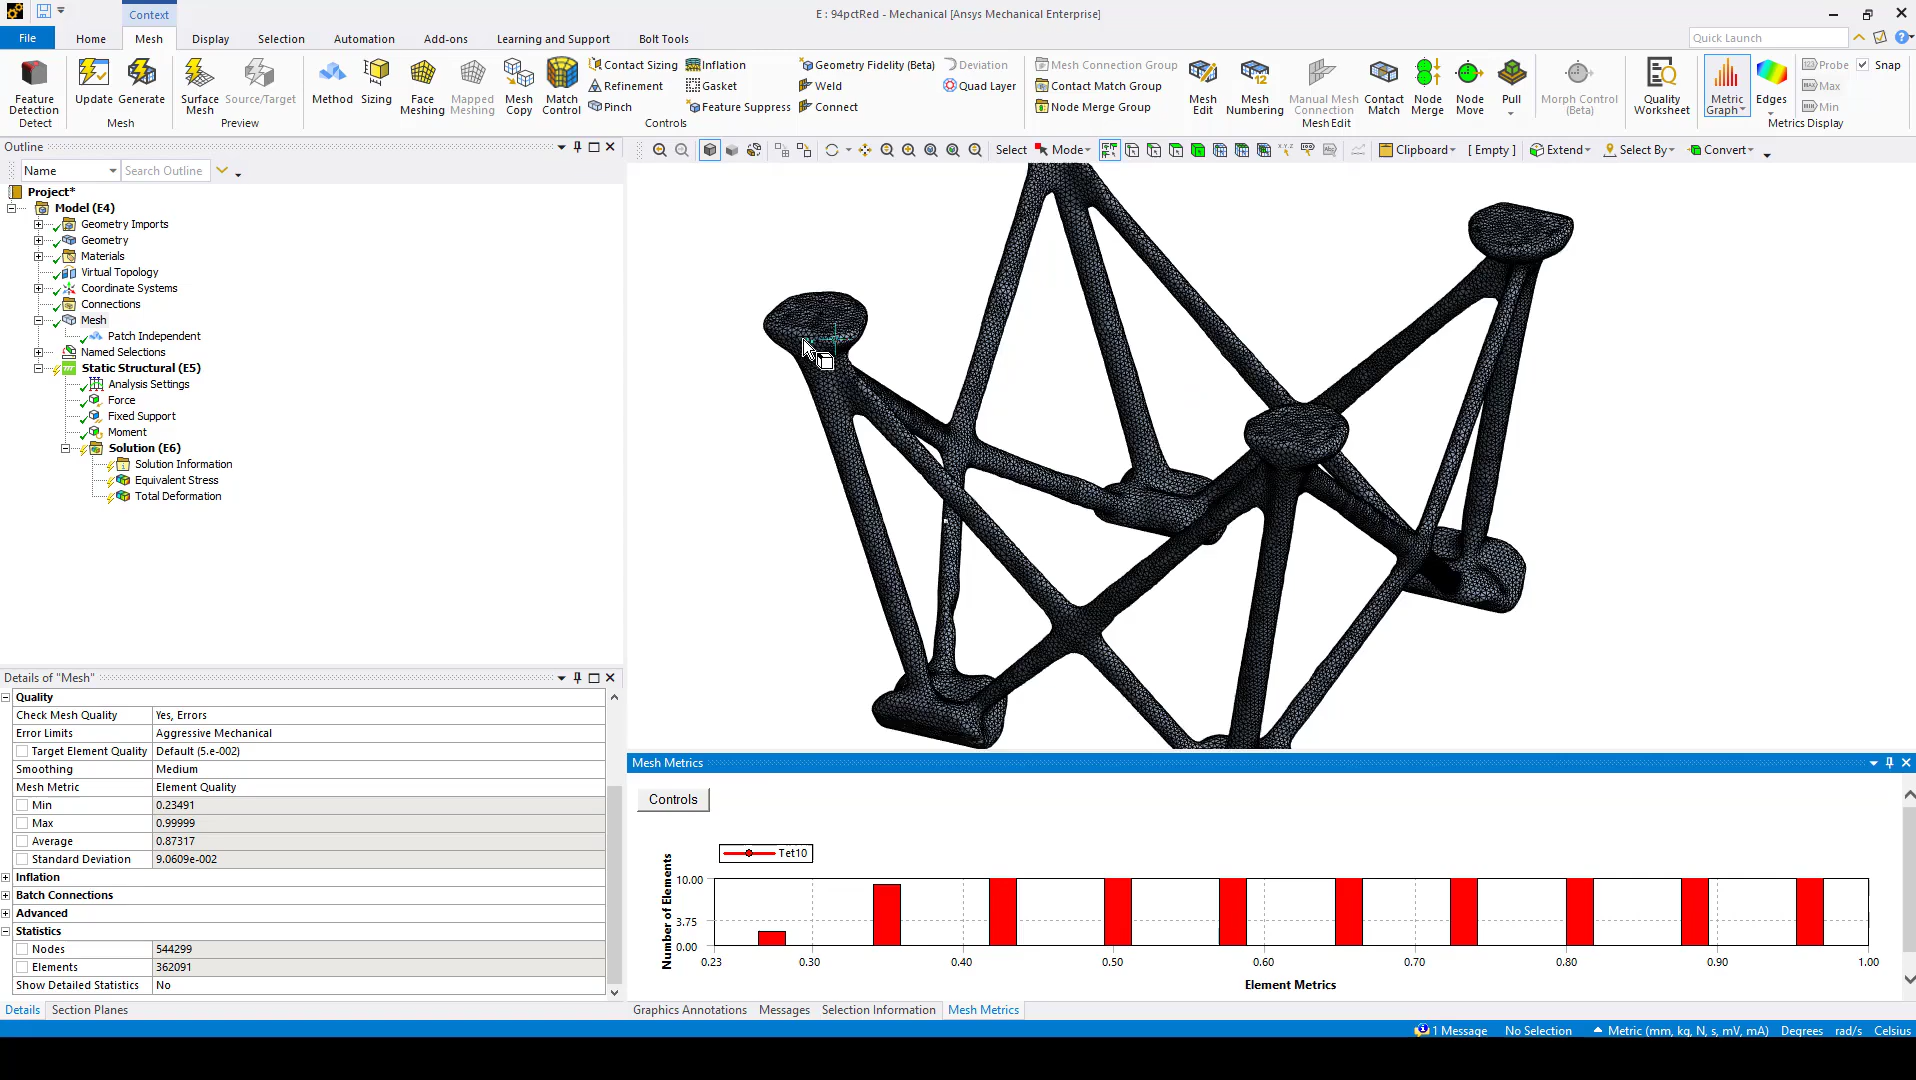 Context
E : 94pctRed - Mechanical [Ansys Mechanical Enterprise]
File
Home
Mesh
Display
Selection
Automation
Add-ons
Learning and Support
Bolt Tools
Quick Launch
Feature Detection
Detect
Update
Generate
Mesh
Surface Mesh
Source/Target
Preview
Method
Sizing
Face Meshing
Mapped Meshing
Mesh Copy
Match Control
Contact Sizing
Refinement
Pinch
Inflation
Gasket
Feature Suppress
Geometry Fidelity (Beta)
Weld
Connect
Deviation
Quad Layer
Controls
Mesh Connection Group
Contact Match Group
Node Merge Group
Mesh Edit
Mesh Numbering
Manual Mesh Connection
Contact Match
Node Merge
Node Move
Pull
Mesh Edit
Morph Control (Beta)
Quality Worksheet
Metric Graph
Edges
Probe
Max
Min
Snap
Metrics Display
Outline
Name
Search Outline
Select
Mode
Clipboard
[ Empty ]
Extend
Select By
Convert
Project*
Model (E4)
Geometry Imports
Geometry
Materials
Virtual Topology
Coordinate Systems
Connections
Mesh
Patch Independent
Named Selections
Static Structural (E5)
Analysis Settings
Force
Fixed Support
Moment
Solution (E6)
Solution Information
Equivalent Stress
Total Deformation
Details of "Mesh"
Quality
Check Mesh Quality Yes, Errors
Error Limits Aggressive Mechanical
Target Element Quality Default (5.e-002)
Smoothing Medium
Mesh Metric Element Quality
Min 0.23491
Max 0.99999
Average 0.87317
Standard Deviation 9.0609e-002
Inflation
Batch Connections
Advanced
Statistics
Nodes 544299
Elements 362091
Show Detailed Statistics No
Details
Section Planes
Mesh Metrics
Controls
Tet10
Number of Elements
10.00
3.75
0.00
0.23 0.30 0.40 0.50 0.60 0.70 0.80 0.90 1.00
Element Metrics
Graphics Annotations
Messages
Selection Information
Mesh Metrics
1 Message
No Selection
Metric (mm, kg, N, s, mV, mA)
Degrees
rad/s
Celsius